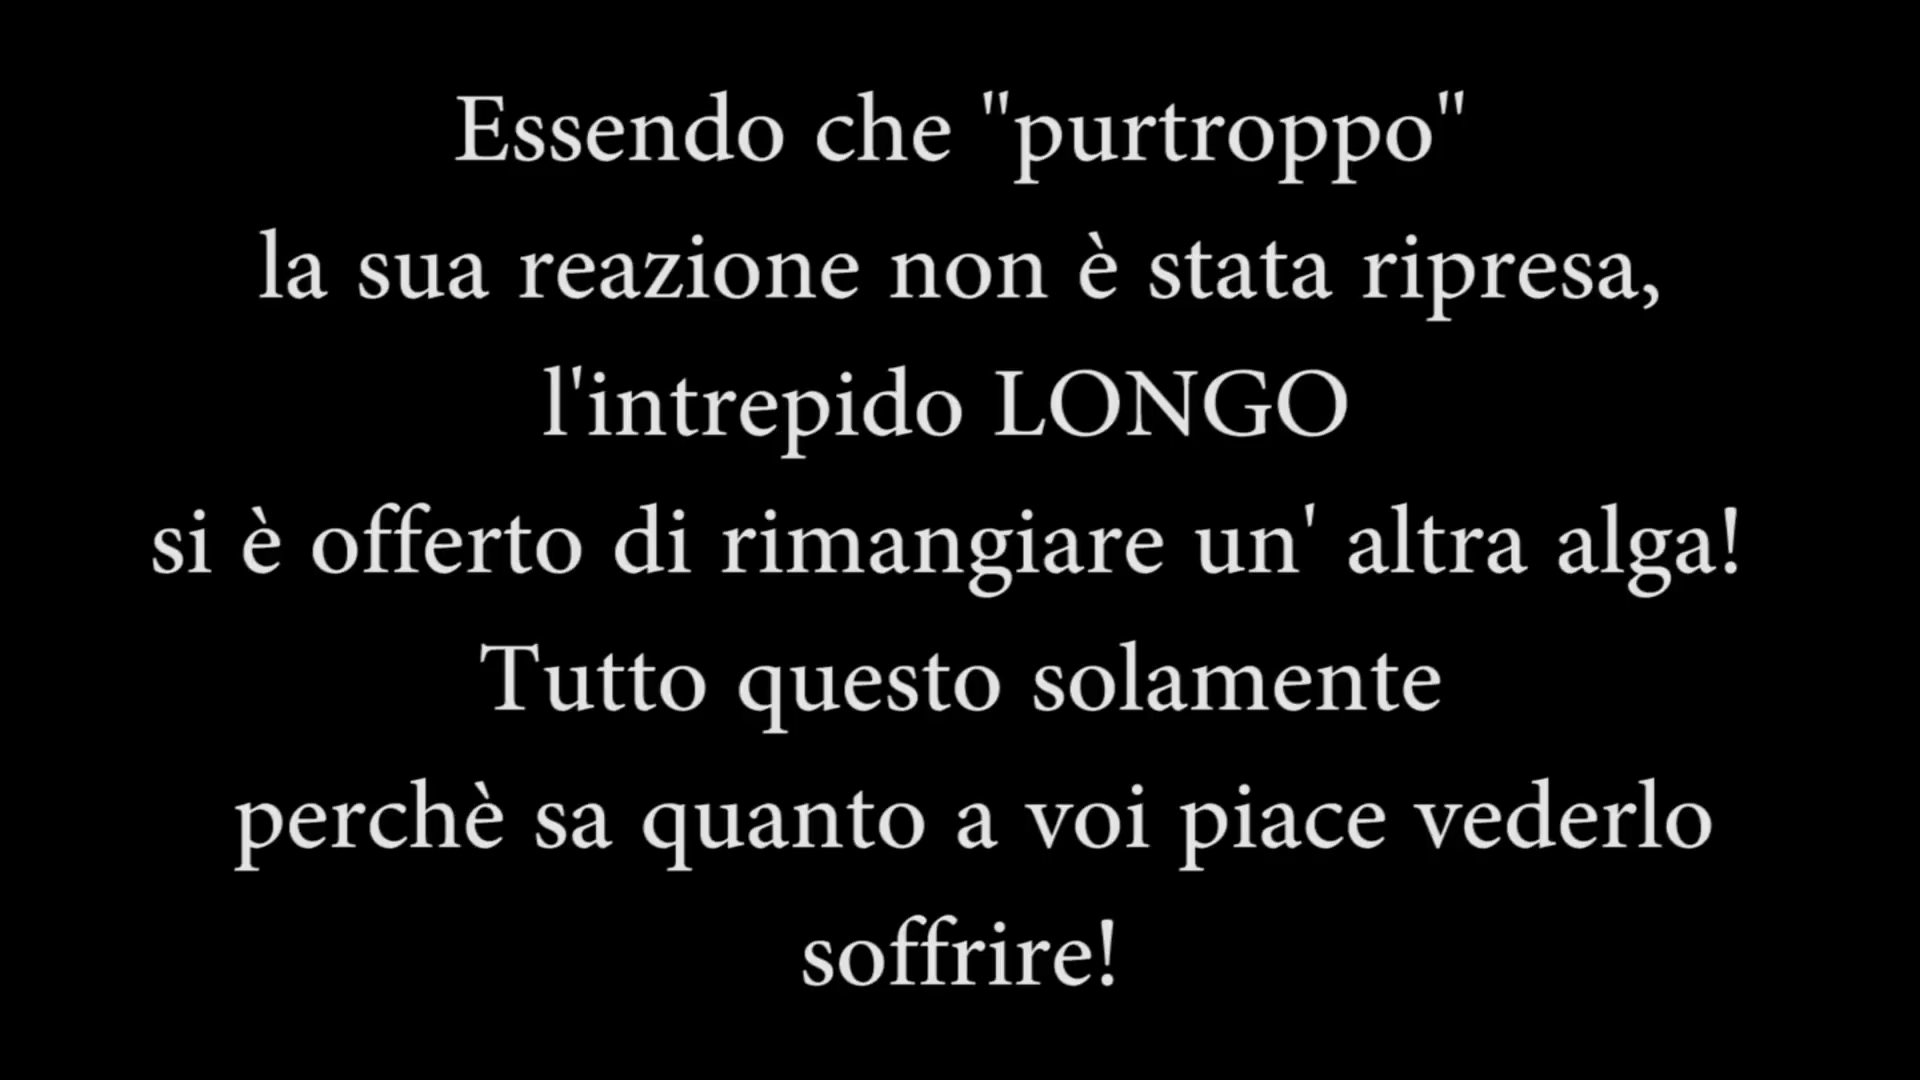 Essendo che "purtroppo"
la sua reazione non è stata ripresa,
l'intrepido LONGO
si è offerto di rimangiare un' altra alga!
Tutto questo solamente
perchè sa quanto a voi piace vederlo
soffrire!